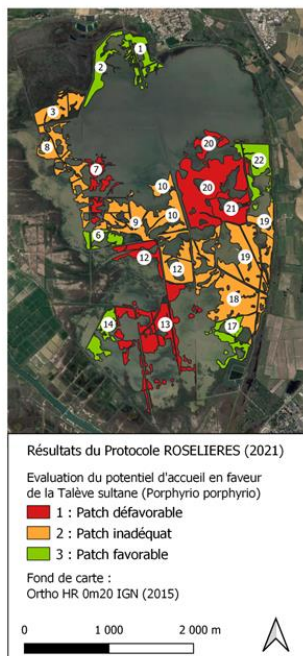 1
2
3
8
7
20
10
20
22
10
21
9
19
6
12
12
19
18
14
13
17
Résultats du Protocole ROSELIERES (2021)
Evaluation du potentiel d'accueil en faveur
de la Talève sultane (Porphyrio porphyrio)
1 : Patch défavorable
2 : Patch inadéquat
3 : Patch favorable
Fond de carte :
Ortho HR 0m20 IGN (2015)
0 1 000 2 000 m